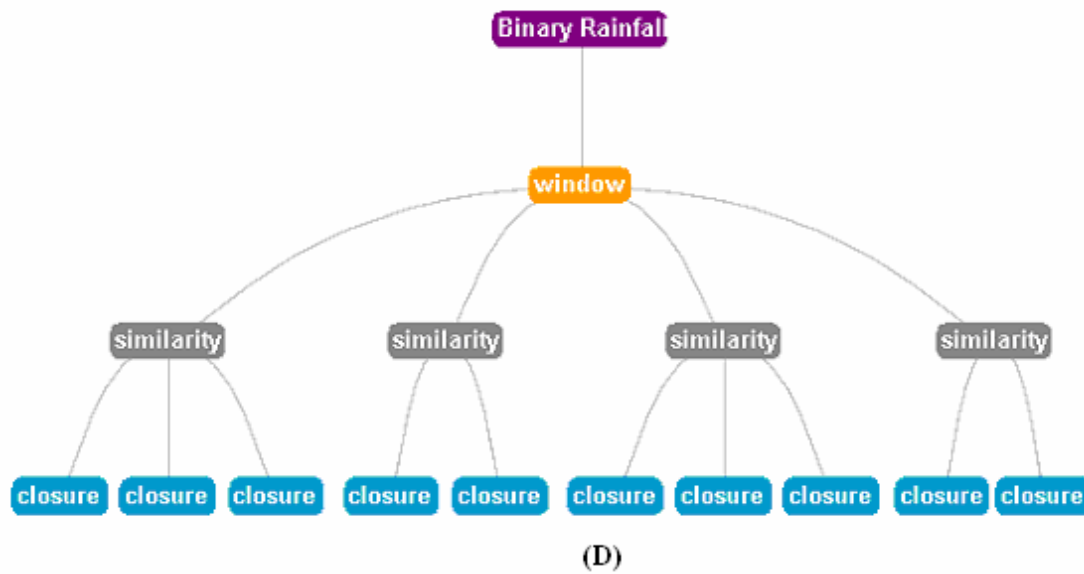 Binary Rainfall
window
similarity similarity similarity similarity
closure closure closure closure closure closure closure closure closure closure
(D)